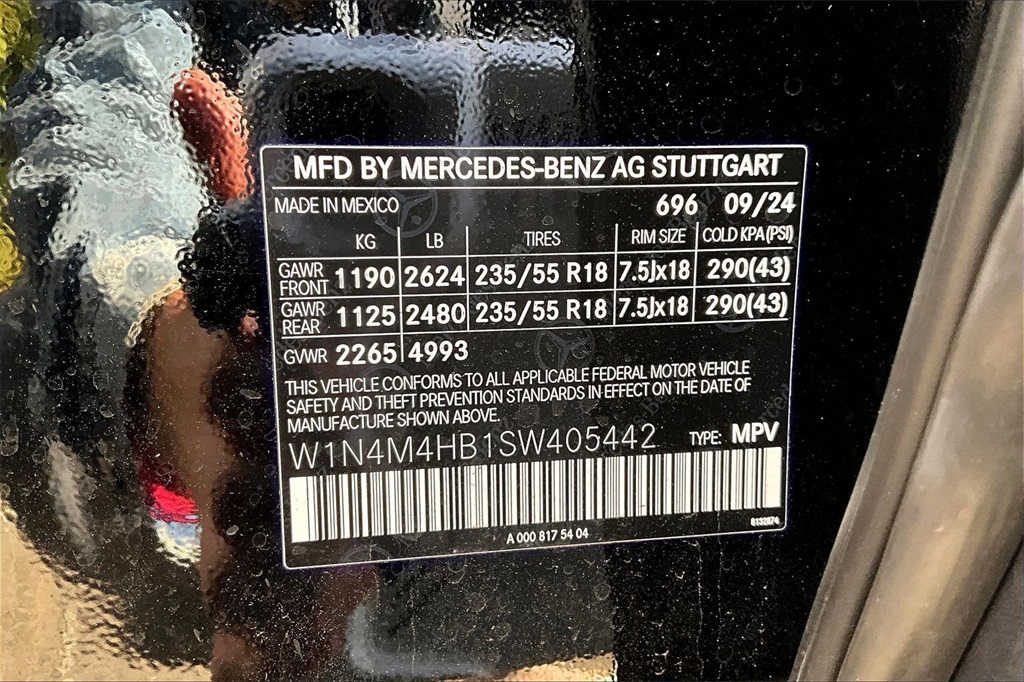 MFD BY MERCEDES-BENZ AG STUTTGART
MADE IN MEXICO 696 09/24
KG LB TIRES RIM SIZE COLD KPA(PSI)
GAWR FRONT 1190 2624 235/55 R18 7.5Jx18 290(43)
GAWR REAR 1125 2480 235/55 R18 7.5Jx18 290(43)
GVWR 2265 4993
THIS VEHICLE CONFORMS TO ALL APPLICABLE FEDERAL MOTOR VEHICLE
SAFETY AND THEFT PREVENTION STANDARDS IN EFFECT ON THE DATE OF
MANUFACTURE SHOWN ABOVE.
W1N4M4HB1SW405442 TYPE: MPV
A 000 817 54 04